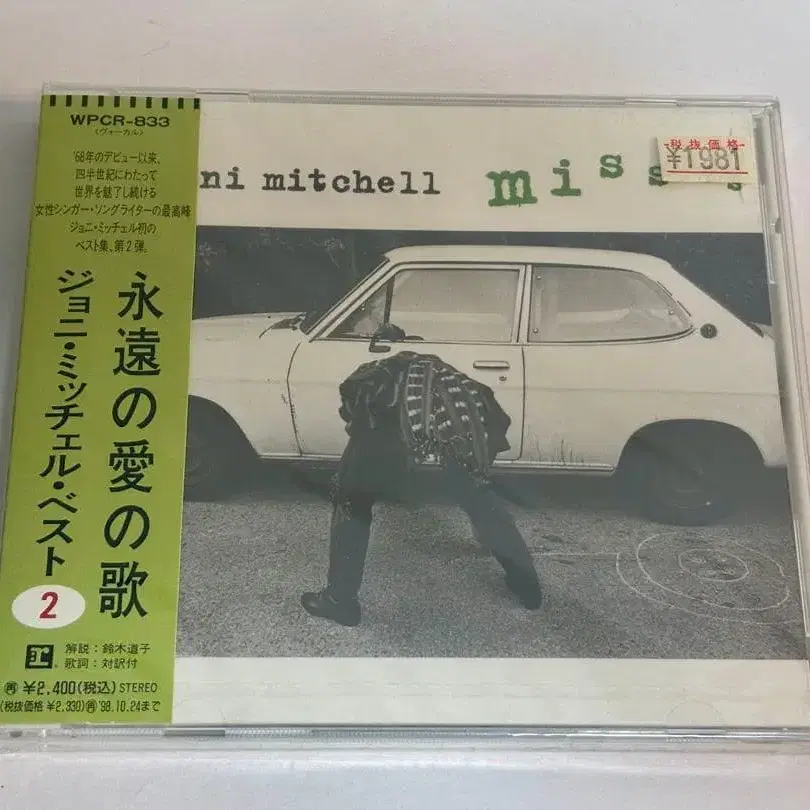 WPCR-833
〈ヴォーカル〉
'68年のデビュー以来、
四半世紀にわたって
世界を魅了し続ける
女性シンガー・ソングライターの最高峰
ジョニ・ミッチェル初の
ベスト集、第2弾。
永遠の愛の歌
ジョニ・ミッチェル・ベスト
2
解説：鈴木道子
歌詞：対訳付
¥2,400(税込) STEREO
(税抜価格 ¥2,330) '98.10.24まで
ni mitchell
miss s
税抜価格
¥1981